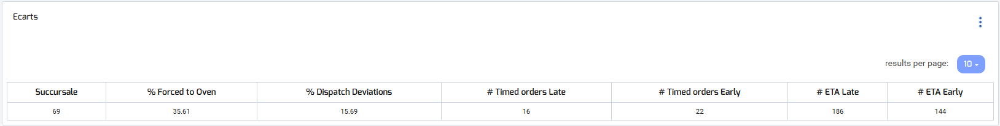 Ecarts
results per page: 10
Succursale % Forced to Oven % Dispatch Deviations # Timed orders Late # Timed orders Early # ETA Late # ETA Early
69 35.61 15.69 16 22 186 144